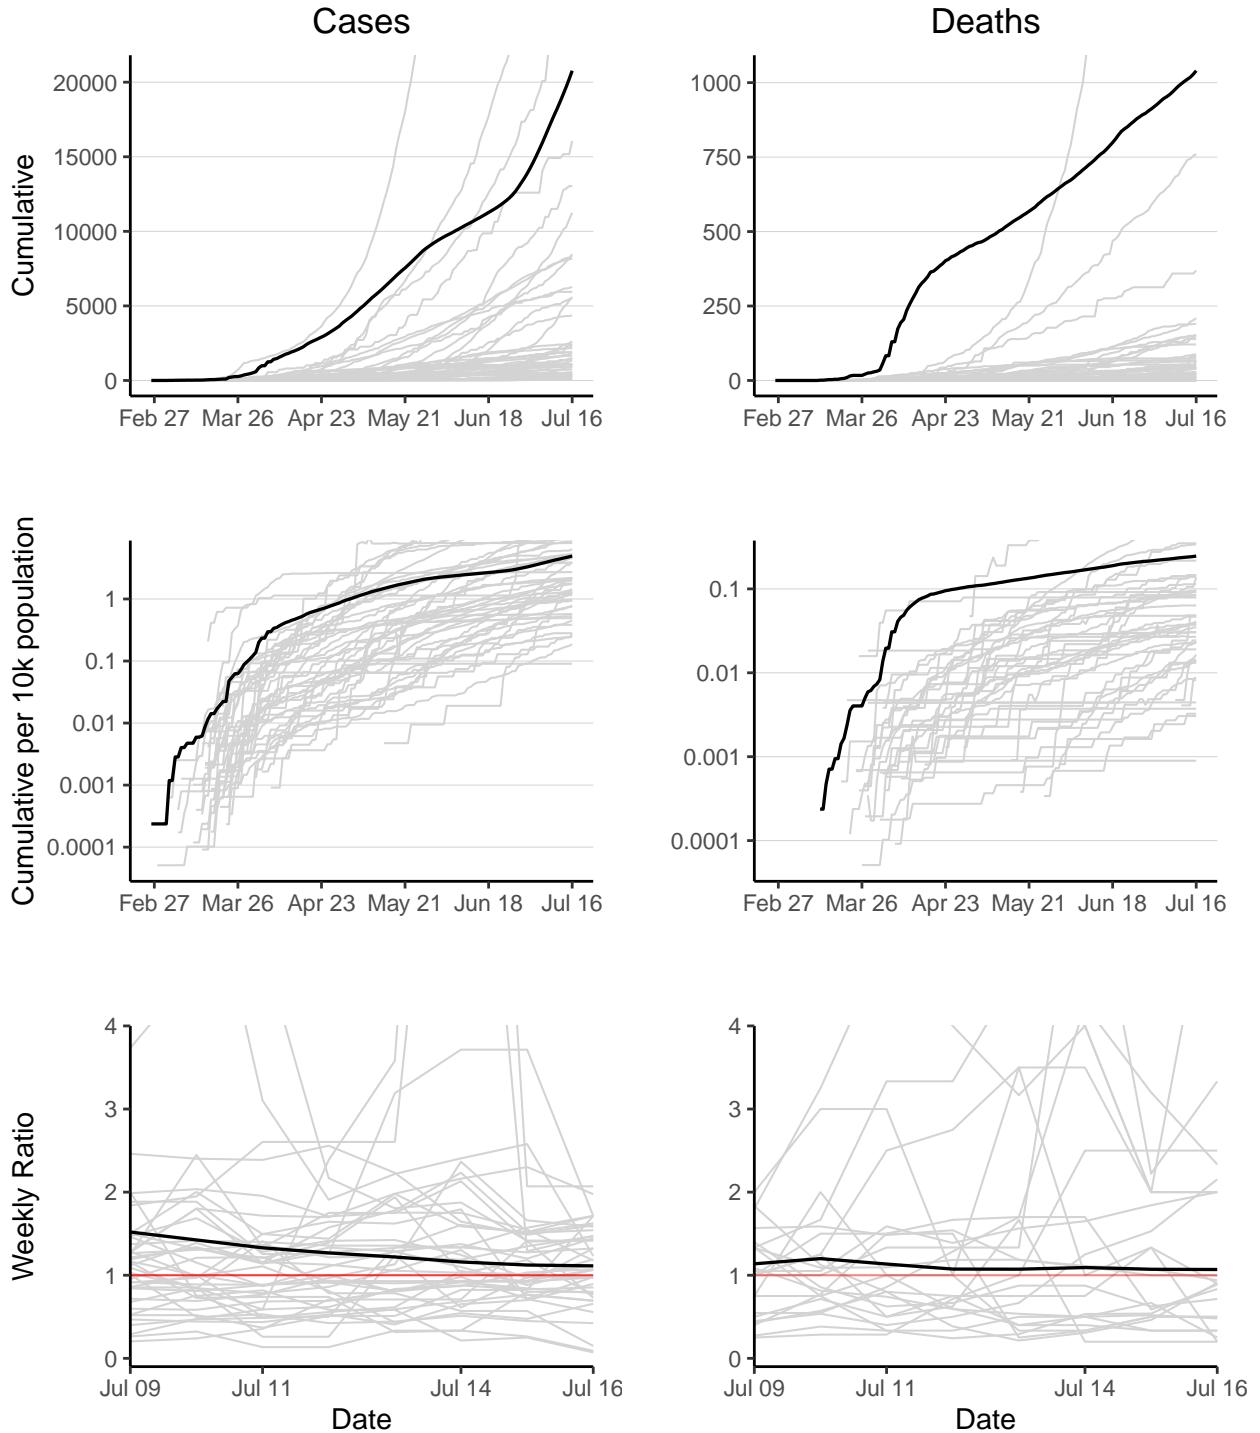 Cases
Deaths
Cumulative
20000
15000
10000
5000
0
Feb 27 Mar 26 Apr 23 May 21 Jun 18 Jul 16
1000
750
500
250
0
Feb 27 Mar 26 Apr 23 May 21 Jun 18 Jul 16
Cumulative per 10k population
1
0.1
0.01
0.001
0.0001
Feb 27 Mar 26 Apr 23 May 21 Jun 18 Jul 16
0.1
0.01
0.001
0.0001
Feb 27 Mar 26 Apr 23 May 21 Jun 18 Jul 16
Weekly Ratio
4
3
2
1
0
Jul 09 Jul 11 Jul 14 Jul 16
Date
4
3
2
1
0
Jul 09 Jul 11 Jul 14 Jul 16
Date